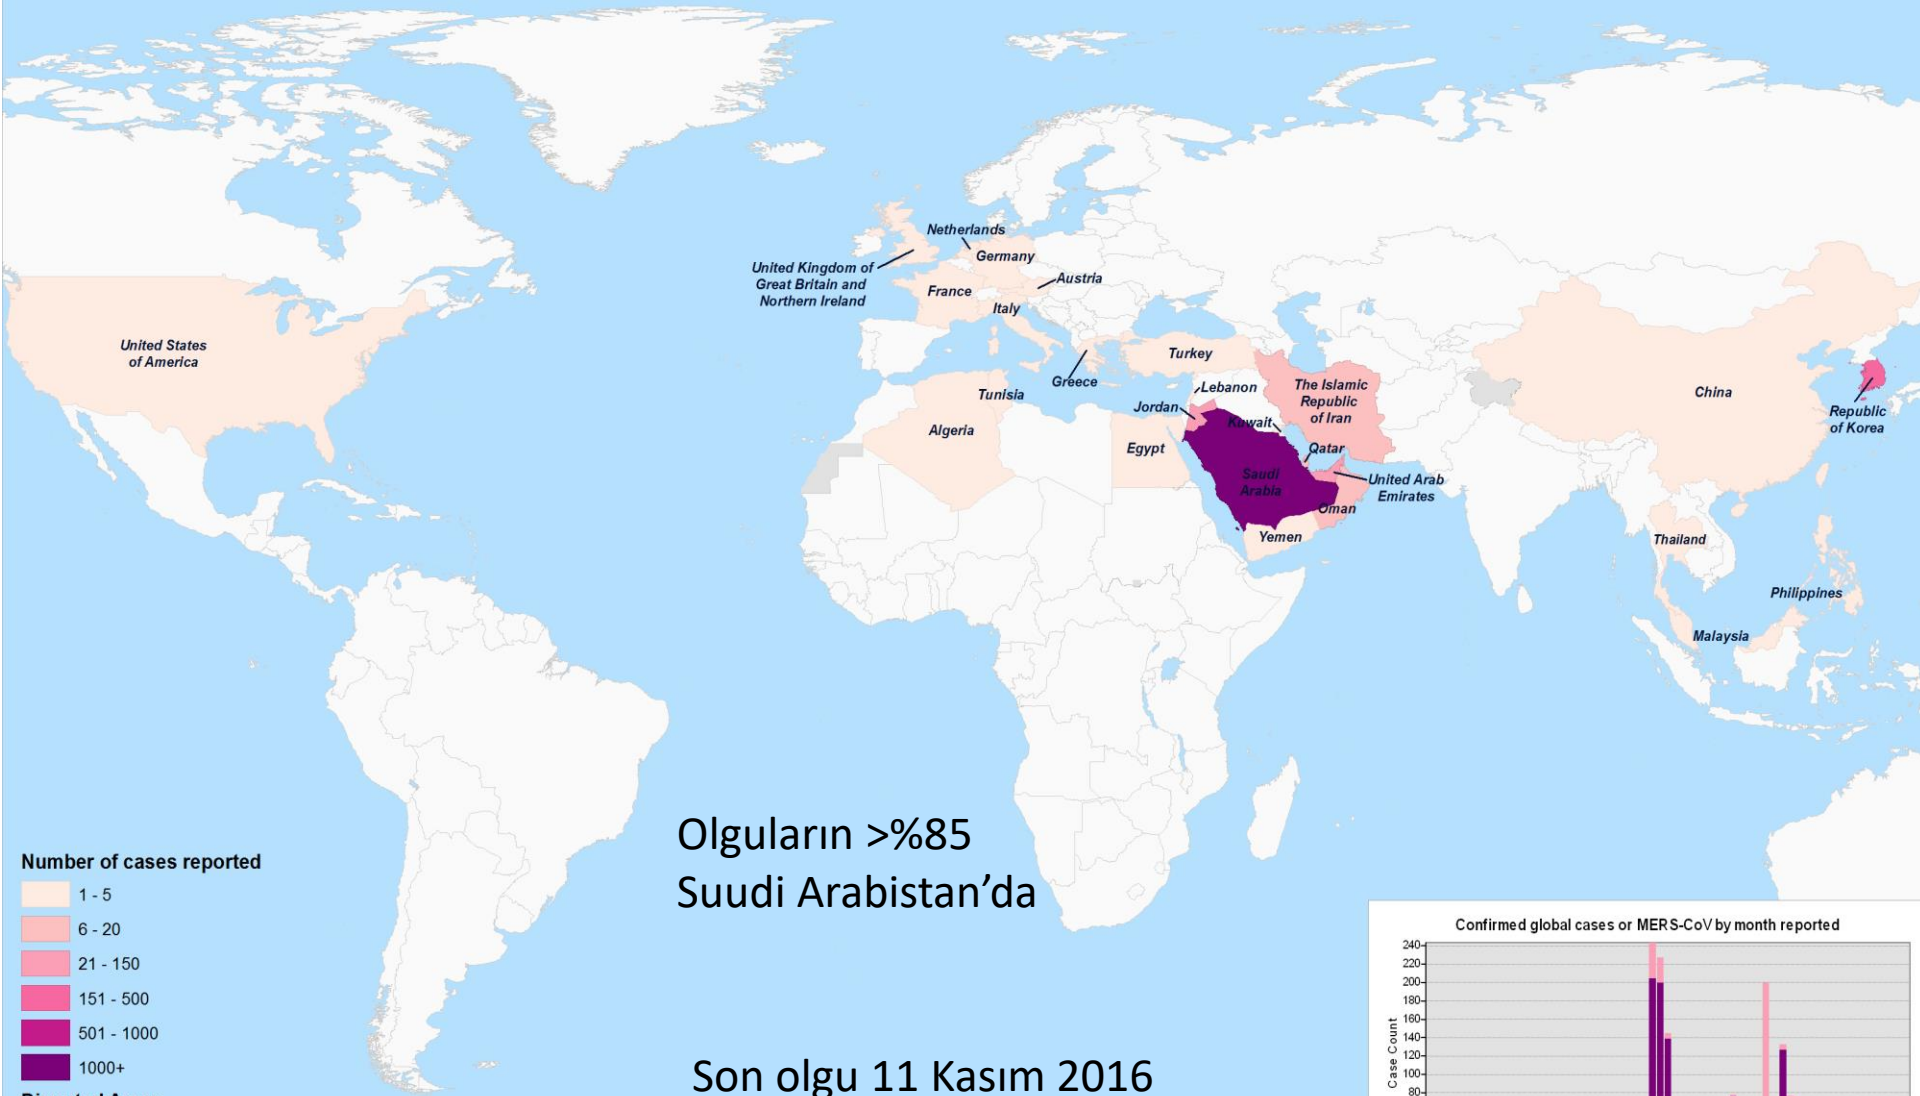 Netherlands
Germany
United Kingdom of
Great Britain and
Northern Ireland
Austria
France
Italy
United States
of America
Turkey
Greece
Tunisia
Lebanon
The Islamic
Republic
of Iran
China
Jordan
Kuwait
Republic
of Korea
Algeria
Egypt
Qatar
Saudi
Arabia
United Arab
Emirates
Oman
Yemen
Thailand
Philippines
Malaysia
Olguların >%85
Suudi Arabistan’da
Number of cases reported
1 - 5
6 - 20
21 - 150
151 - 500
501 - 1000
1000+
Son olgu 11 Kasım 2016
Confirmed global cases or MERS-CoV by month reported
Case Count
240
220
200
180
160
140
120
100
80